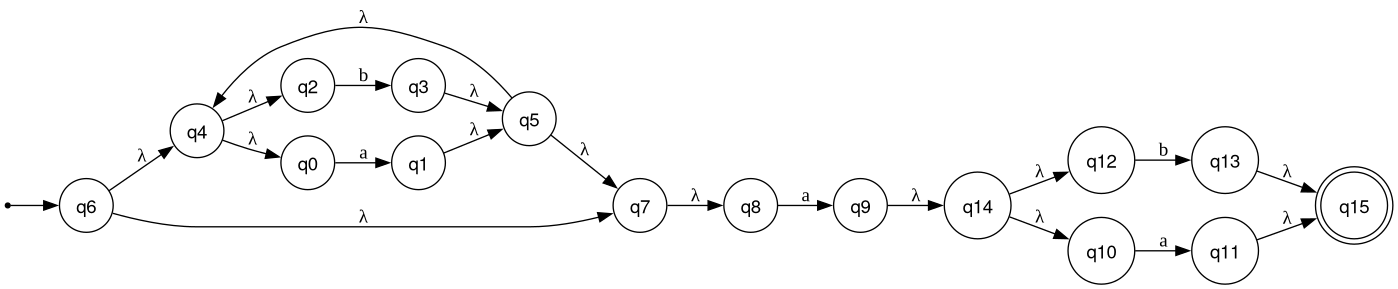 λ
q2 b q3
λ λ
q4 q5
λ λ
q0 a q1
λ λ
q6 λ q7 λ q8 a q9 λ q14
λ q12 b q13 λ
λ q10 a q11 λ
q15